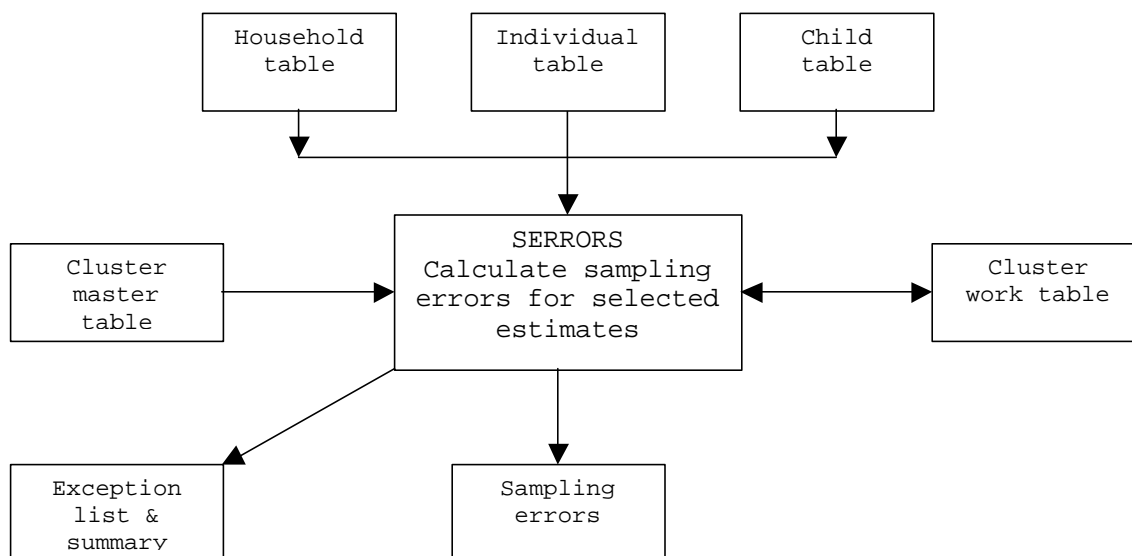 Household
table
Individual
table
Child
table
SERRORS
Calculate sampling
errors for selected
estimates
Cluster
master
table
Cluster
work table
Exception
list &
summary
Sampling
errors